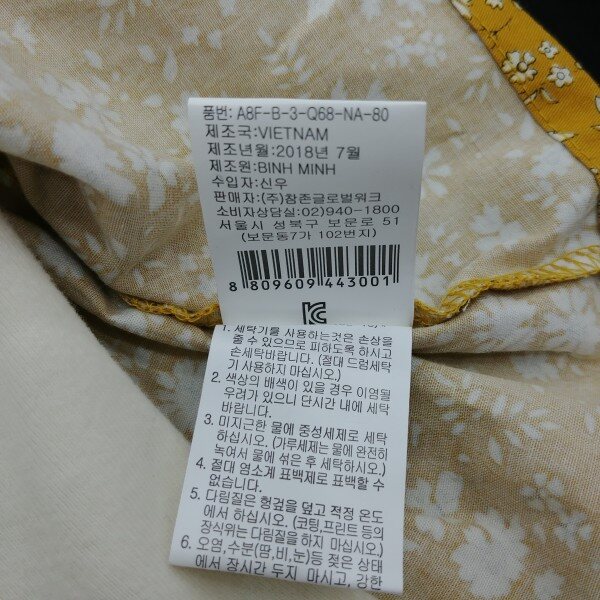 품번: A8F-B-3-Q68-NA-80
제조국:VIETNAM
제조년월:2018년 7월
제조원:BINH MINH
수입자:신우
판매자:(주)참존글로벌워크
소비자상담실:02)940-1800
서울시 성북구 보문로 51
(보문동7가 102번지)
8 809609 443001
1. 세탁기를 사용하는것은 손상을
줄 수 있으므로 피하도록 하시고
손세탁바랍니다. (절대 드럼세탁
기 사용하지 마십시오.)
2. 색상의 배색이 있을 경우 이염될
우려가 있으니 단시간 내에 세탁
바랍니다.
3. 미지근한 물에 중성세제로 세탁
하십시오. (가루세제는 물에 완전히
녹여서 물에 섞은 후 세탁하십시오.)
4. 절대 염소계 표백제로 표백할 수
없습니다.
5. 다림질은 헝겊을 덮고 적정 온도
에서 하십시오. (코팅,프린트 등의
장식위는 다림질을 하지 마십시오.)
6. 오염,수분(땀,비,눈)등 젖은 상태
에서 장시간 두지 마시고, 강한